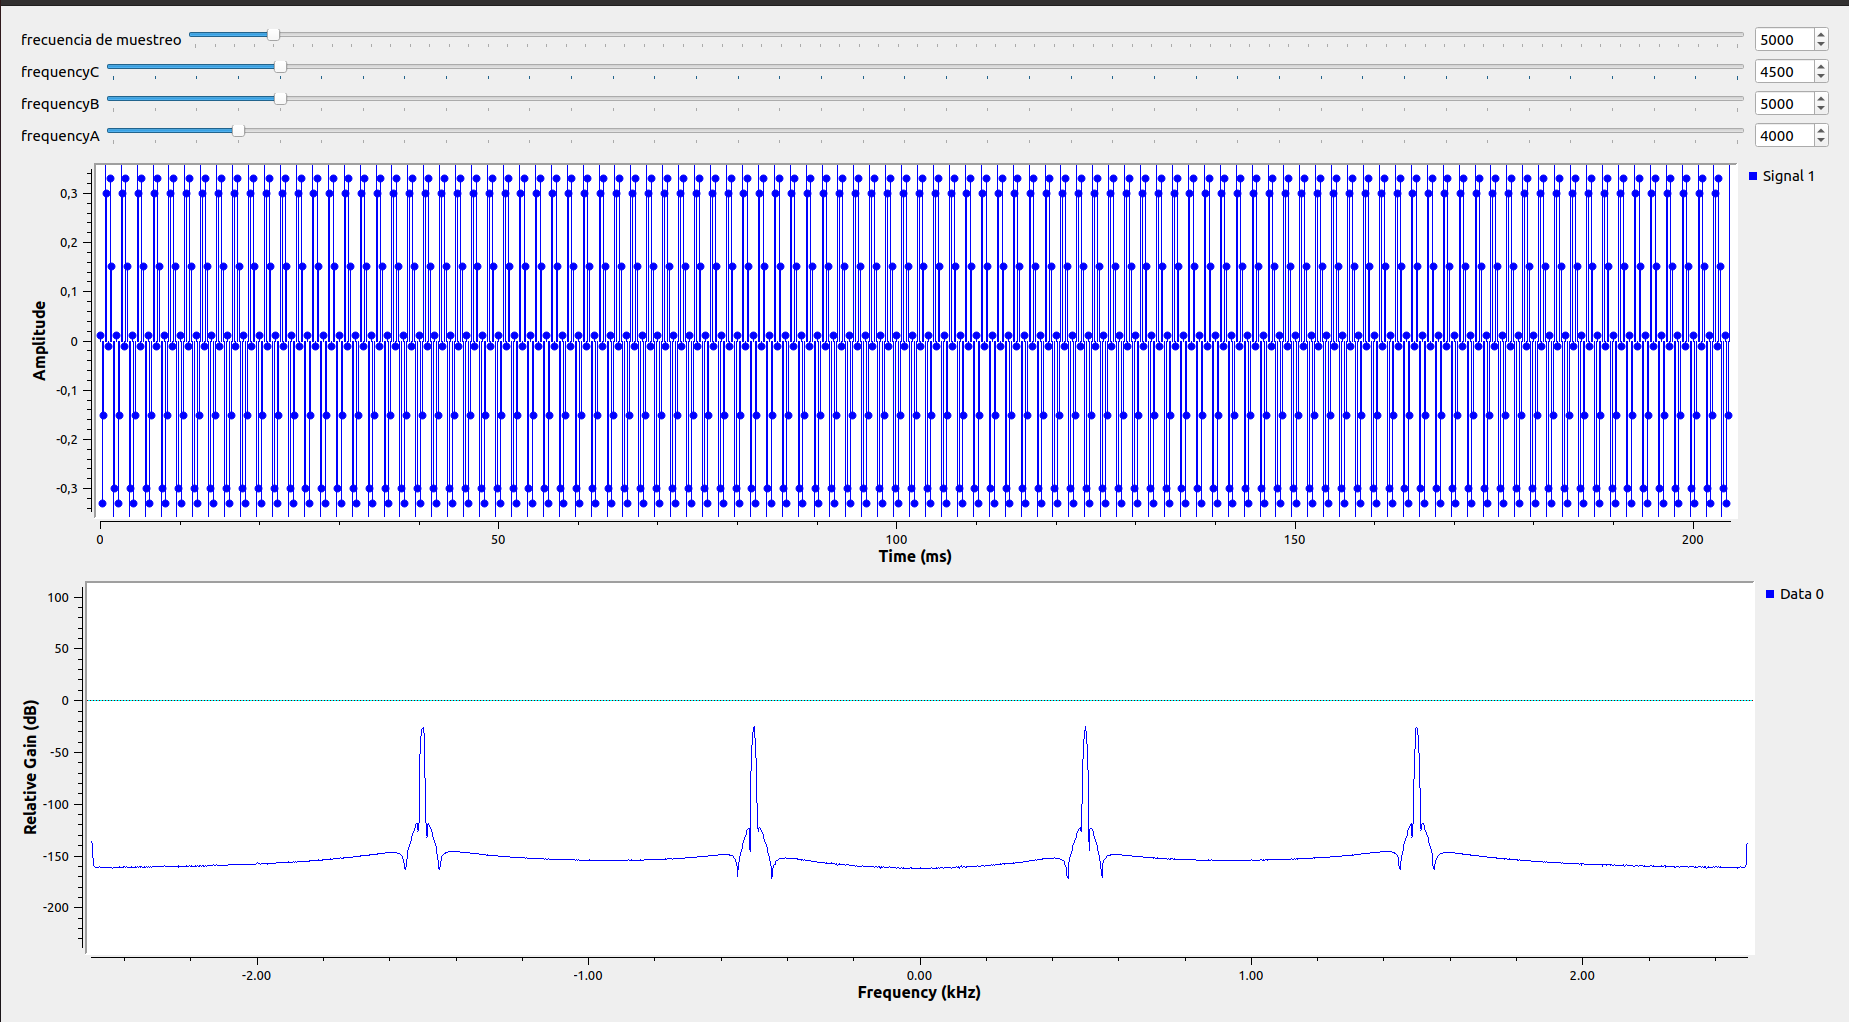 frecuencia de muestreo 5000
frequencyC 4500
frequencyB 5000
frequencyA 4000
Signal 1
0,3
0,2
0,1
0
-0,1
-0,2
-0,3
Amplitude
0 50 100 150 200
Time (ms)
Data 0
100
50
0
-50
-100
-150
-200
Relative Gain (dB)
-2.00 -1.00 0.00 1.00 2.00
Frequency (kHz)